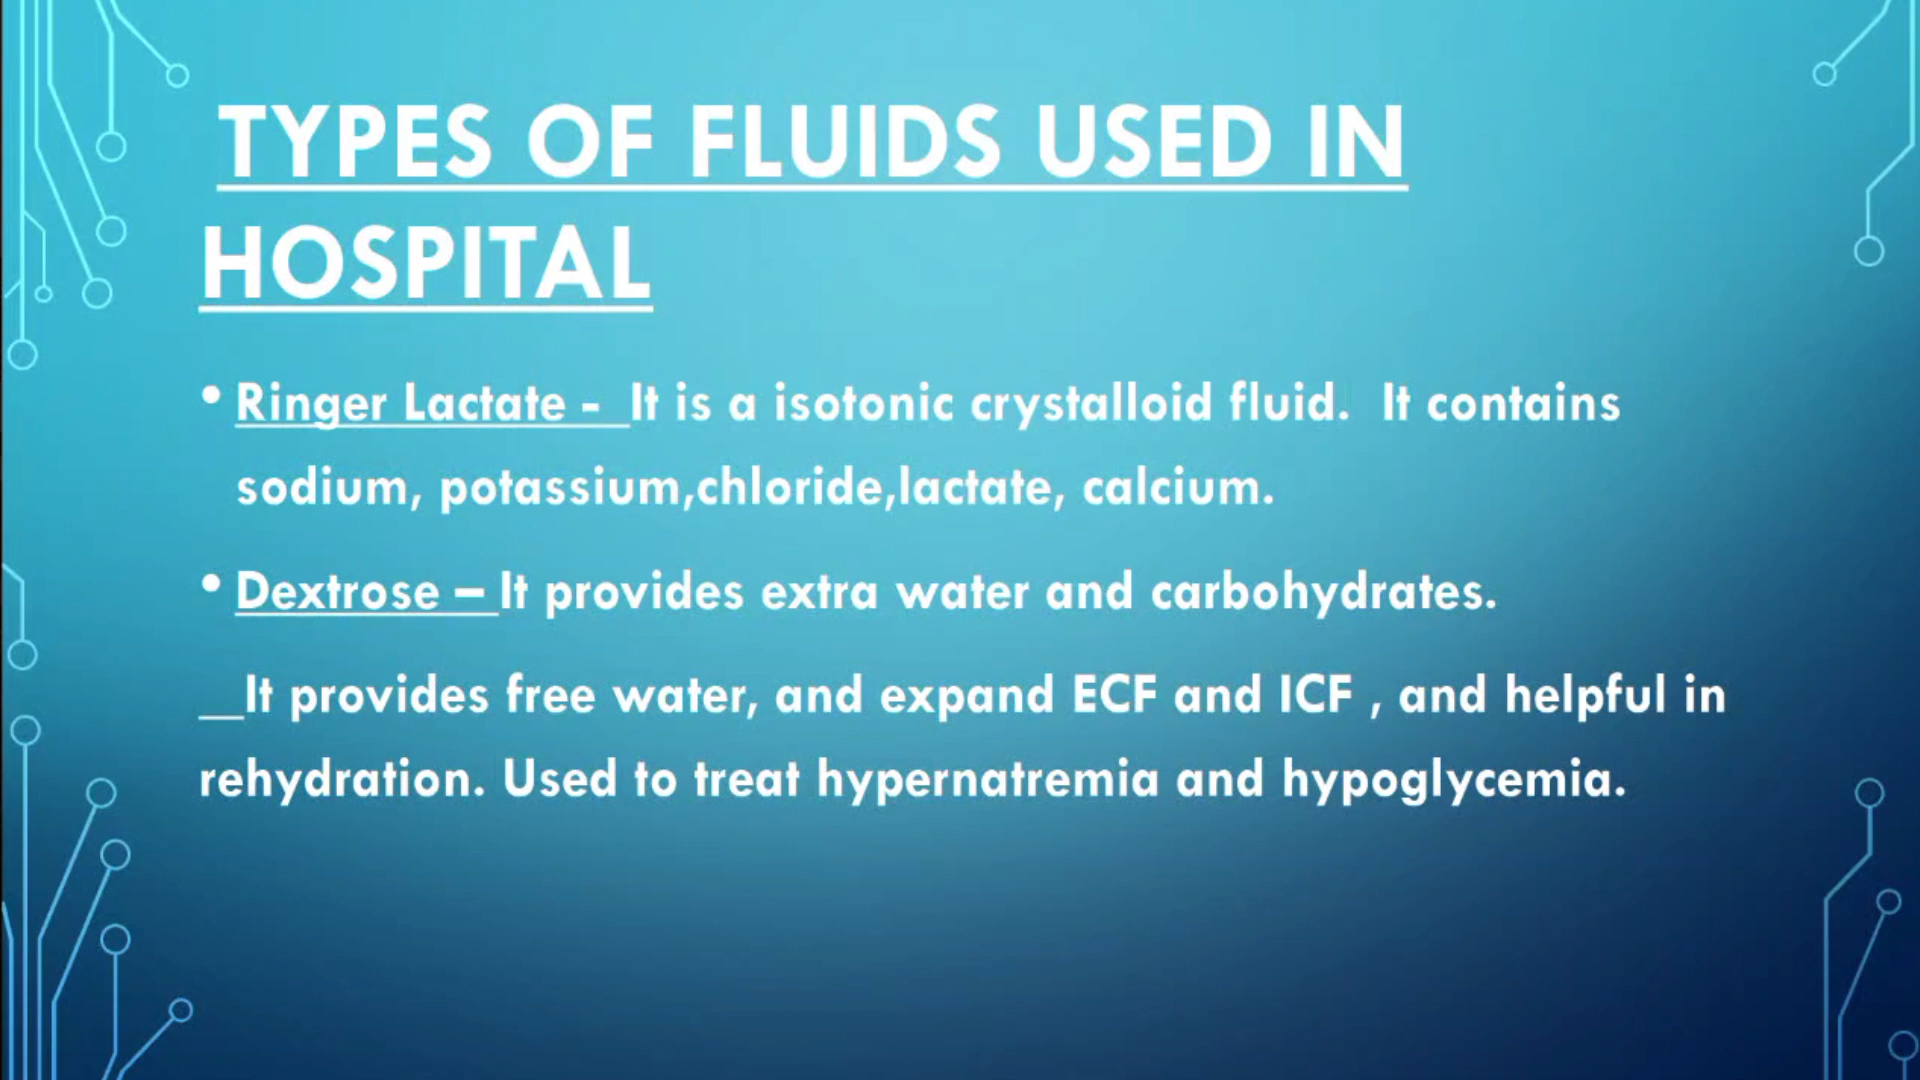 TYPES OF FLUIDS USED IN
HOSPITAL
• Ringer Lactate - It is a isotonic crystalloid fluid. It contains
sodium, potassium,chloride,lactate, calcium.
• Dextrose – It provides extra water and carbohydrates.
__It provides free water, and expand ECF and ICF , and helpful in
rehydration. Used to treat hypernatremia and hypoglycemia.